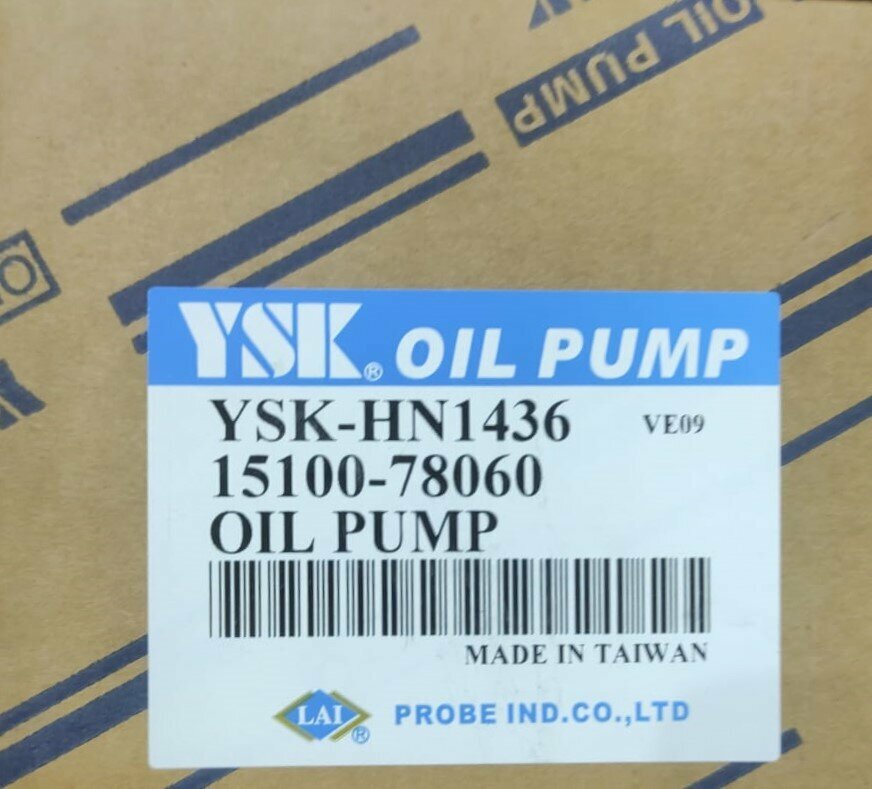 OIL PUMP
YSK® OIL PUMP
YSK-HN1436 VE09
15100-78060
OIL PUMP
MADE IN TAIWAN
LAI® PROBE IND.CO.,LTD